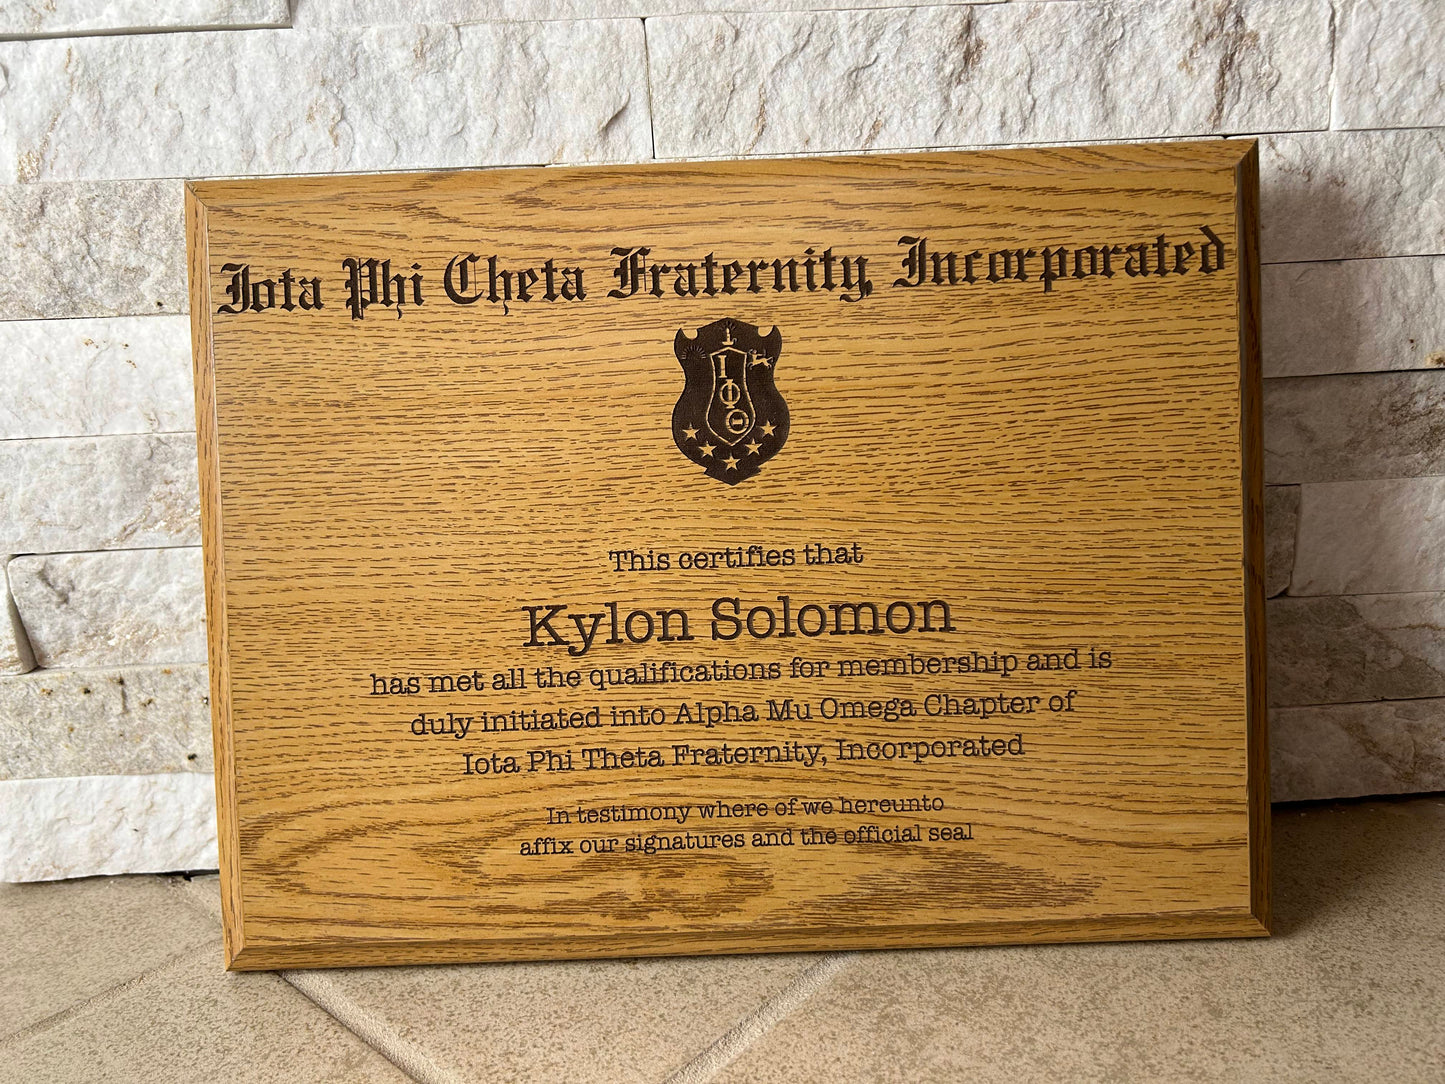 Iota Phi Theta Fraternity, Incorporated
Ι
Φ
Θ
This certifies that
Kylon Solomon
has met all the qualifications for membership and is
duly initiated into Alpha Mu Omega Chapter of
Iota Phi Theta Fraternity, Incorporated
In testimony where of we hereunto
affix our signatures and the official seal